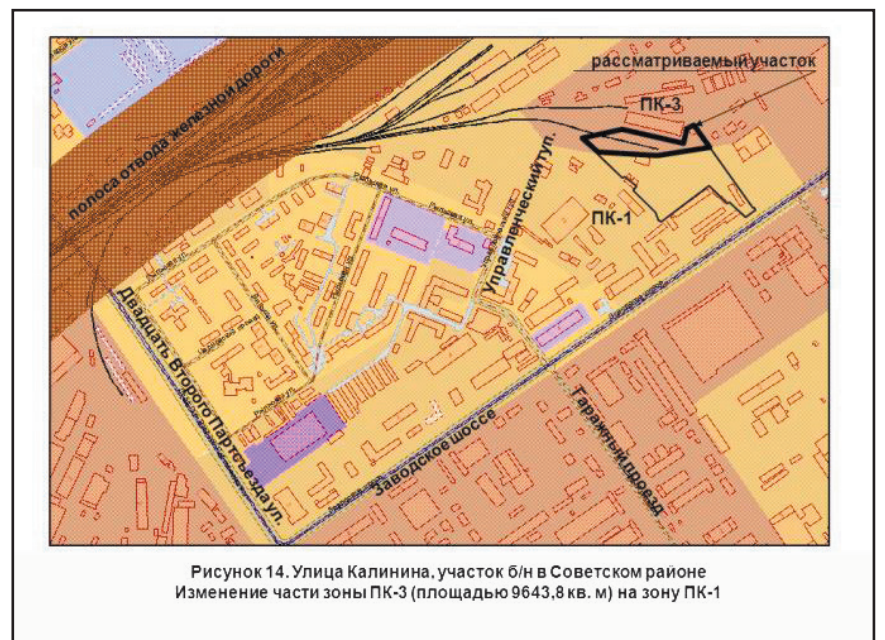 рассматриваемый участок
полоса отвода железной дороги
ПК-3
ПК-1
Управленческий туп.
Двадцать Второго Партсъезда ул.
Заводское шоссе
Гаражный проезд
Рисунок 14. Улица Калинина, участок б/н в Советском районе
Изменение части зоны ПК-3 (площадью 9643,8 кв. м) на зону ПК-1